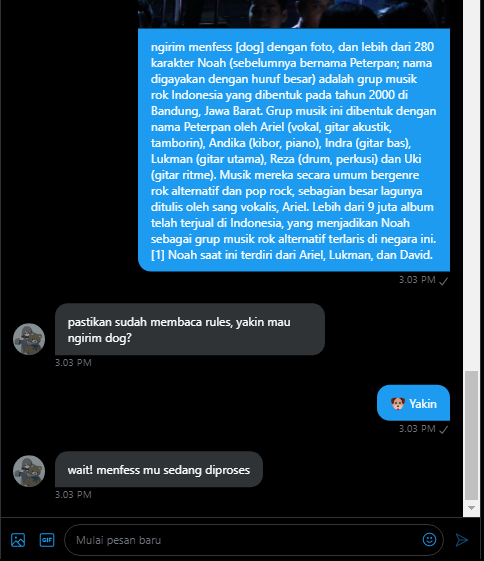 ngirim menfess [dog] dengan foto, dan lebih dari 280
karakter Noah (sebelumnya bernama Peterpan; nama
digayakan dengan huruf besar) adalah grup musik
rok Indonesia yang dibentuk pada tahun 2000 di
Bandung, Jawa Barat. Grup musik ini dibentuk dengan
nama Peterpan oleh Ariel (vokal, gitar akustik,
tamborin), Andika (kibor, piano), Indra (gitar bas),
Lukman (gitar utama), Reza (drum, perkusi) dan Uki
(gitar ritme). Musik mereka secara umum bergenre
rok alternatif dan pop rock, sebagian besar lagunya
ditulis oleh sang vokalis, Ariel. Lebih dari 9 juta album
telah terjual di Indonesia, yang menjadikan Noah
sebagai grup musik rok alternatif terlaris di negara ini.
[1] Noah saat ini terdiri dari Ariel, Lukman, dan David.
3.03 PM
pastikan sudah membaca rules, yakin mau
ngirim dog?
3.03 PM
🐶 Yakin
3.03 PM
wait! menfess mu sedang diproses
3.03 PM
GIF
Mulai pesan baru